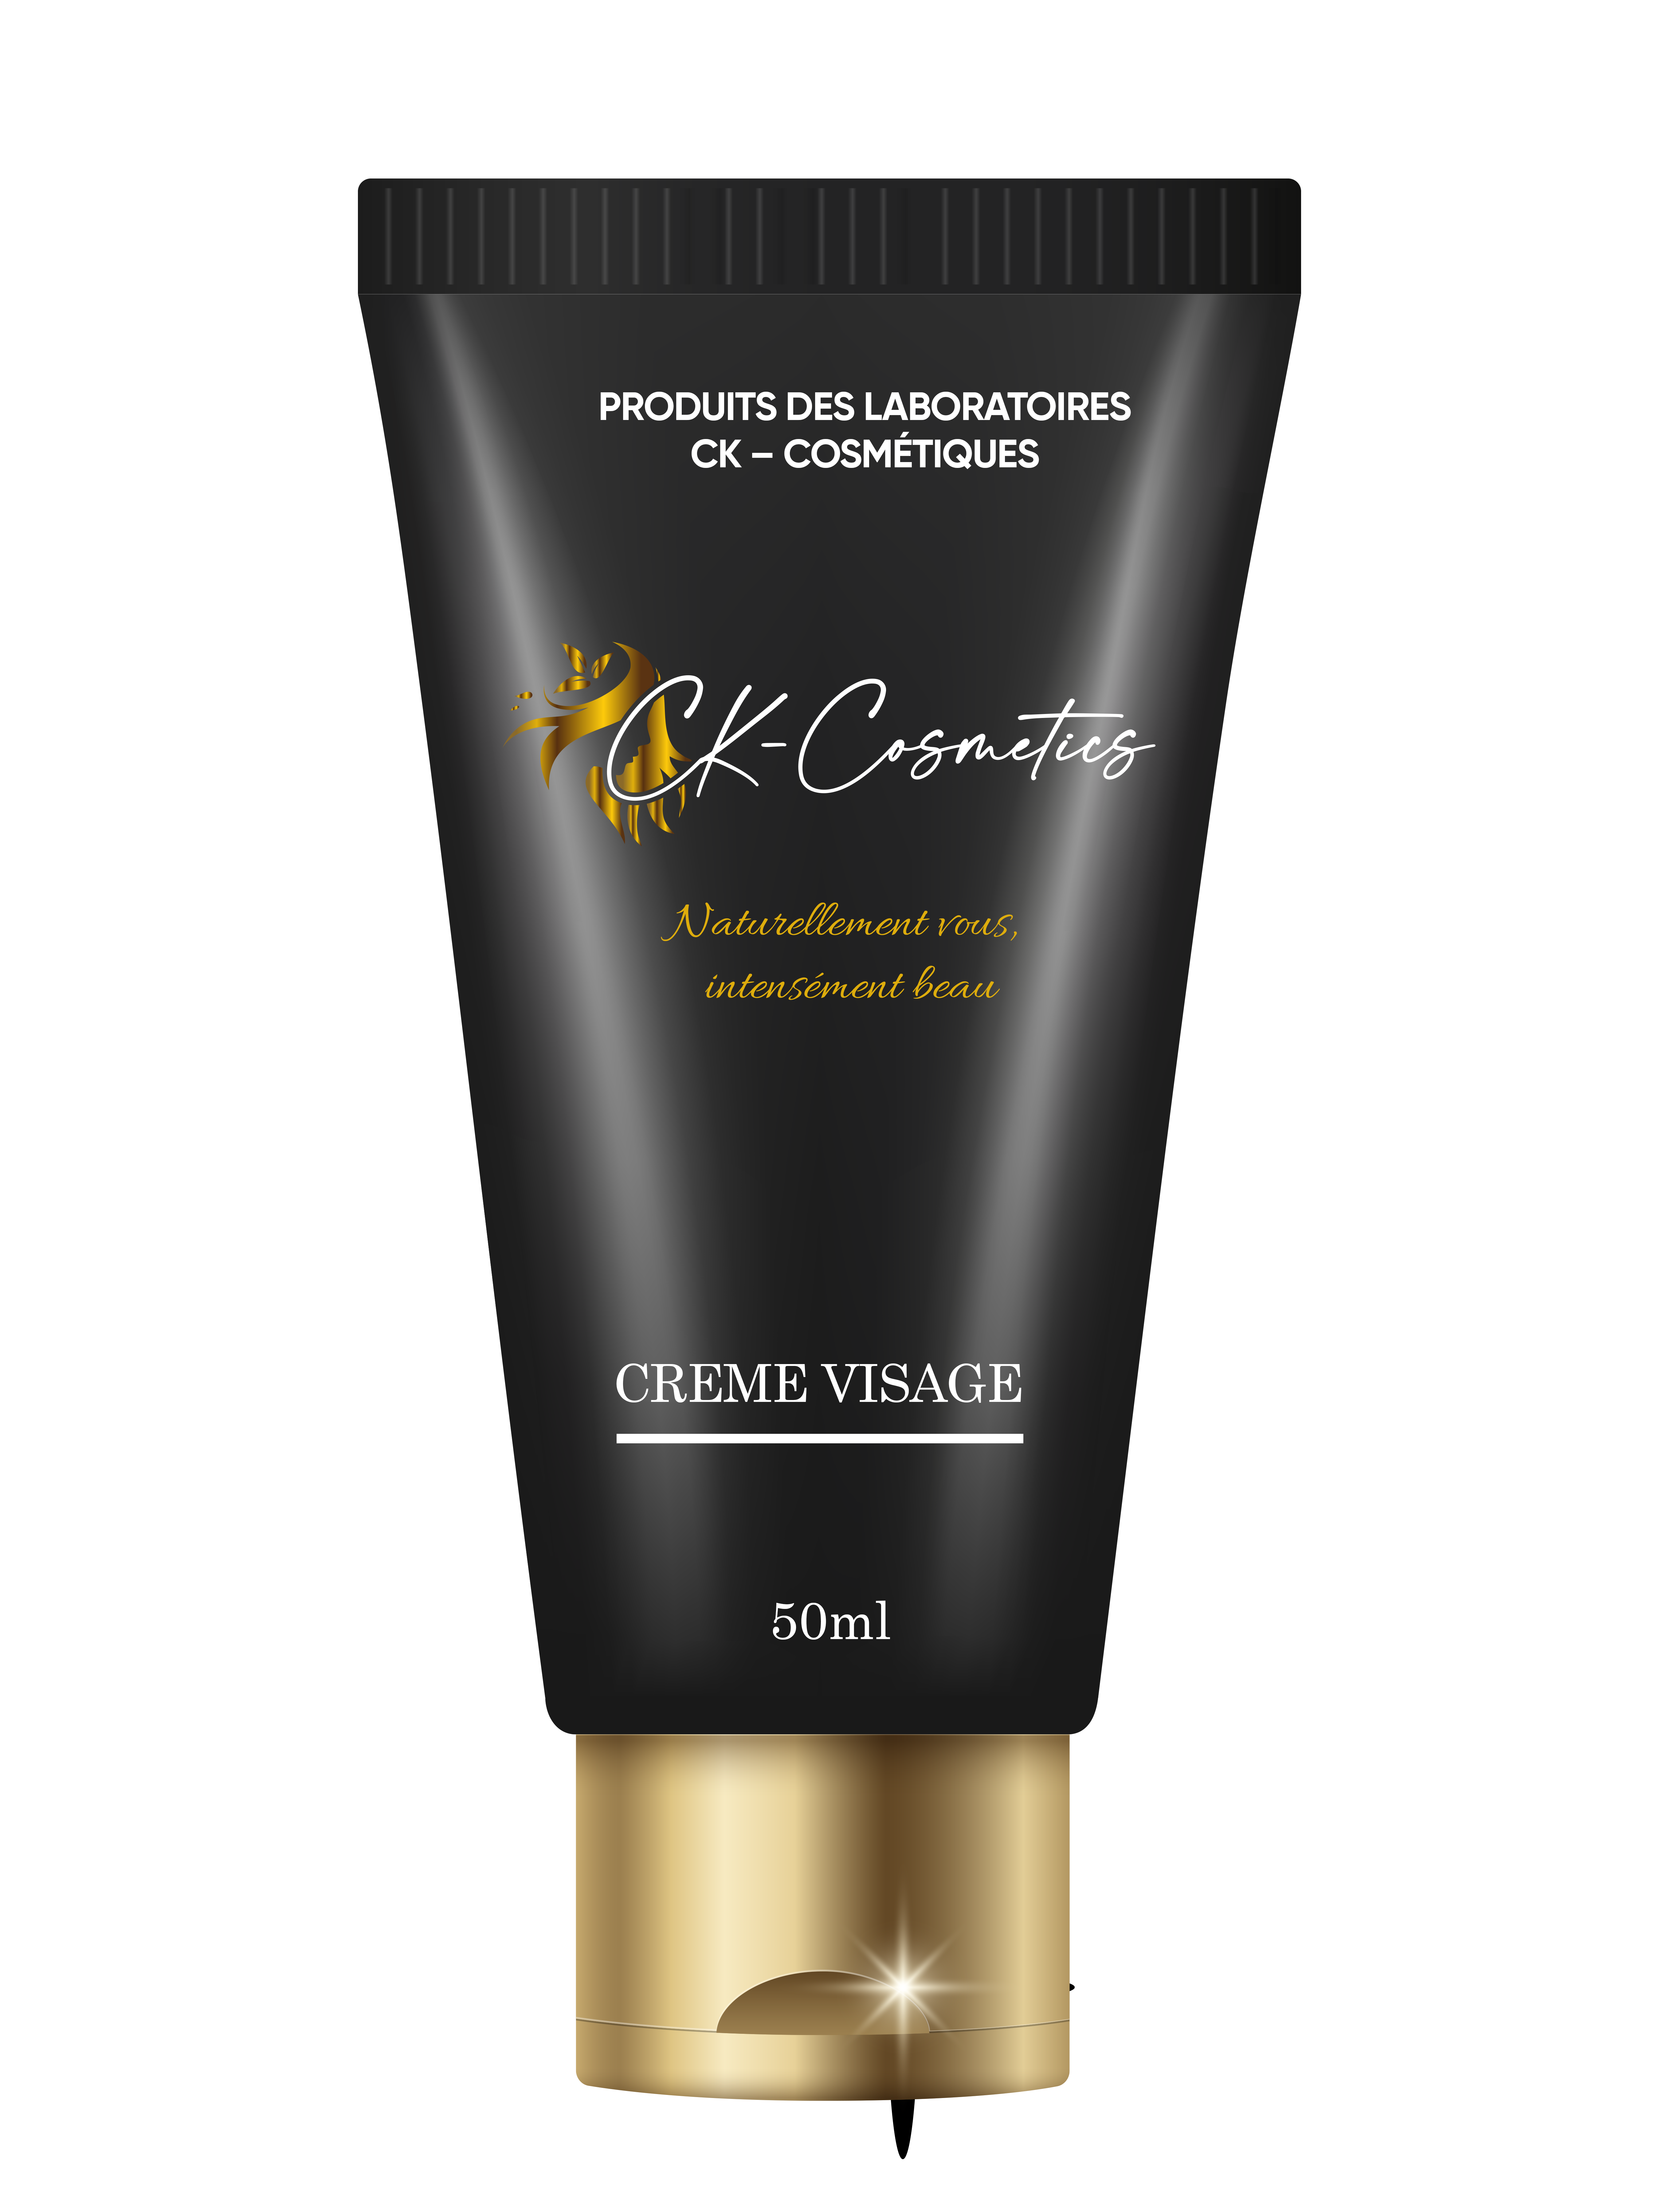 PRODUITS DES LABORATOIRES
CK – COSMÉTIQUES
CK-Cosmetics
Naturellement vous,
intensément beau
CREME VISAGE
50ml